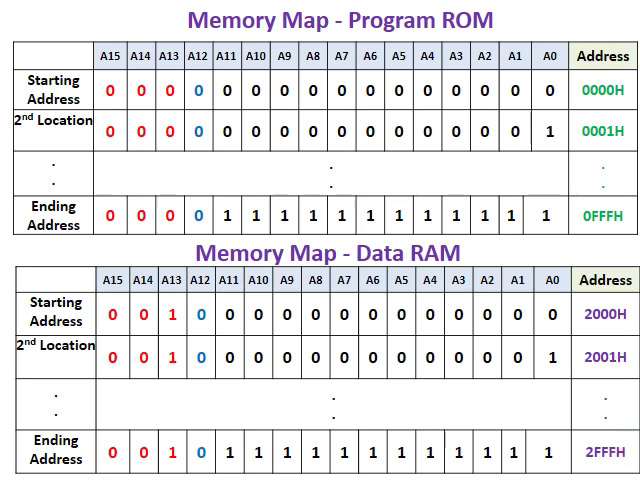 Memory Map - Program ROM
A15 A14 A13 A12 A11 A10 A9 A8 A7 A6 A5 A4 A3 A2 A1 A0 Address
Starting Address 0 0 0 0 0 0 0 0 0 0 0 0 0 0 0 0 0000H
2nd Location 0 0 0 0 0 0 0 0 0 0 0 0 0 0 0 1 0001H
. . .
. . .
Ending Address 0 0 0 0 1 1 1 1 1 1 1 1 1 1 1 1 0FFFH
Memory Map - Data RAM
A15 A14 A13 A12 A11 A10 A9 A8 A7 A6 A5 A4 A3 A2 A1 A0 Address
Starting Address 0 0 1 0 0 0 0 0 0 0 0 0 0 0 0 0 2000H
2nd Location 0 0 1 0 0 0 0 0 0 0 0 0 0 0 0 1 2001H
. . .
. . .
Ending Address 0 0 1 0 1 1 1 1 1 1 1 1 1 1 1 1 2FFFH